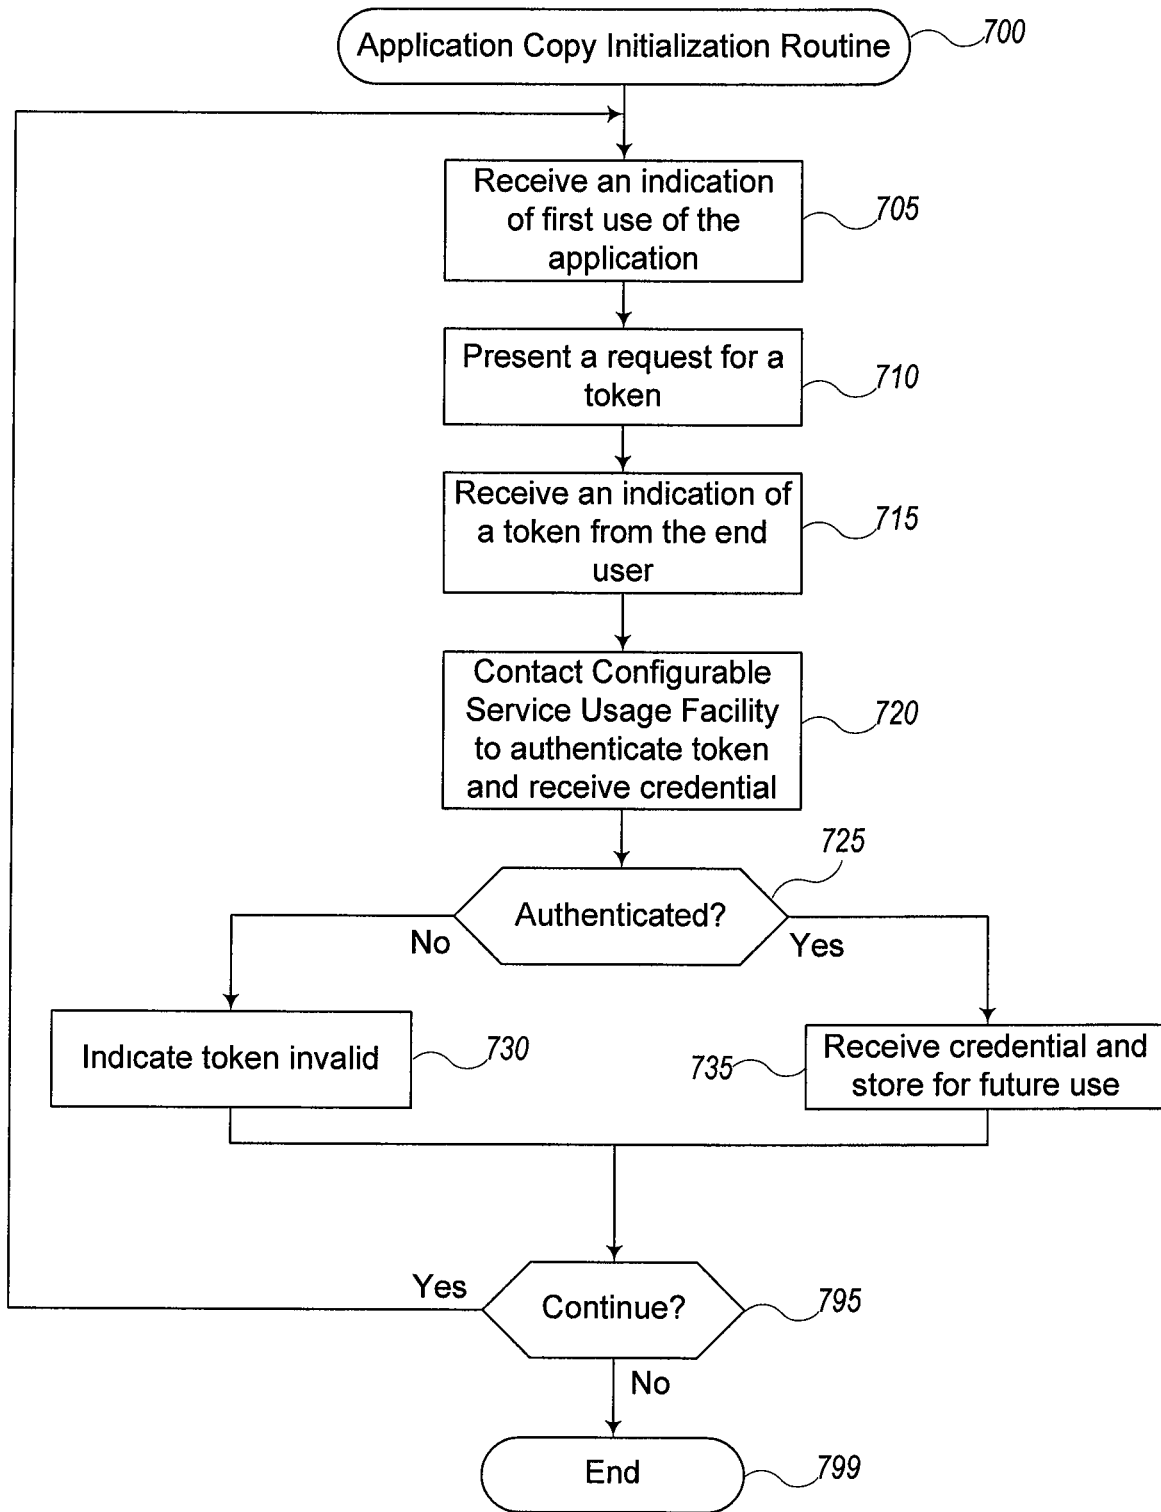 Application Copy Initialization Routine
700
Receive an indication
of first use of the
application
705
Present a request for a
token
710
Receive an indication of
a token from the end
user
715
Contact Configurable
Service Usage Facility
to authenticate token
and receive credential
720
725
Authenticated?
No
Yes
Indicate token invalid
730
735
Receive credential and
store for future use
Yes
Continue?
795
No
End
799